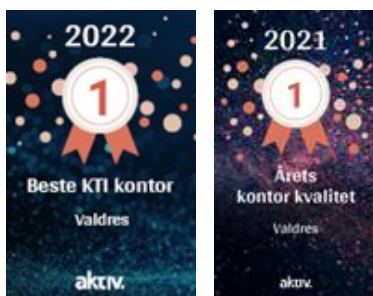 2022
1
Beste KTI kontor
Valdres
aktiv.
2021
1
Årets
kontor kvalitet
Valdres
aktiv.